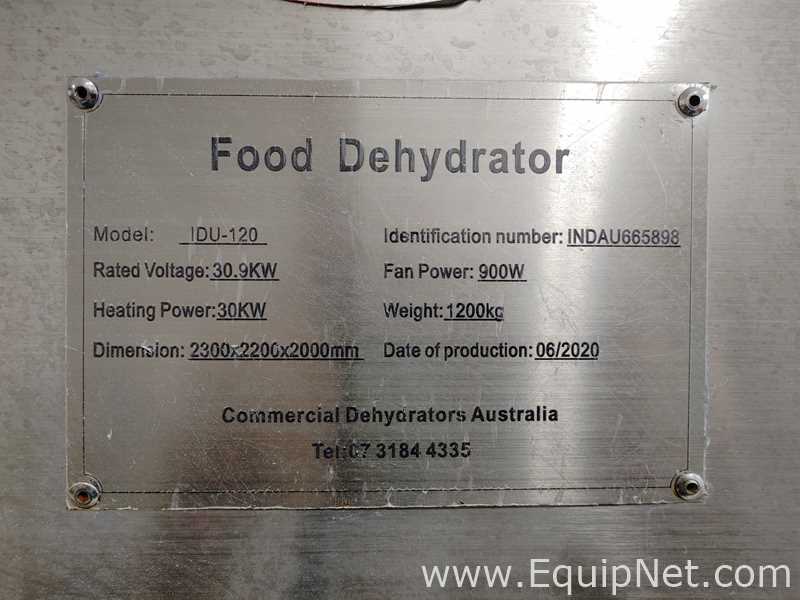 Food Dehydrator
Model: IDU-120 Identification number: INDAU665898
Rated Voltage: 30.9KW Fan Power: 900W
Heating Power: 30KW Weight: 1200kg
Dimension: 2300x2200x2000mm Date of production: 06/2020
Commercial Dehydrators Australia
Tel:07 3184 4335
www.EquipNet.com